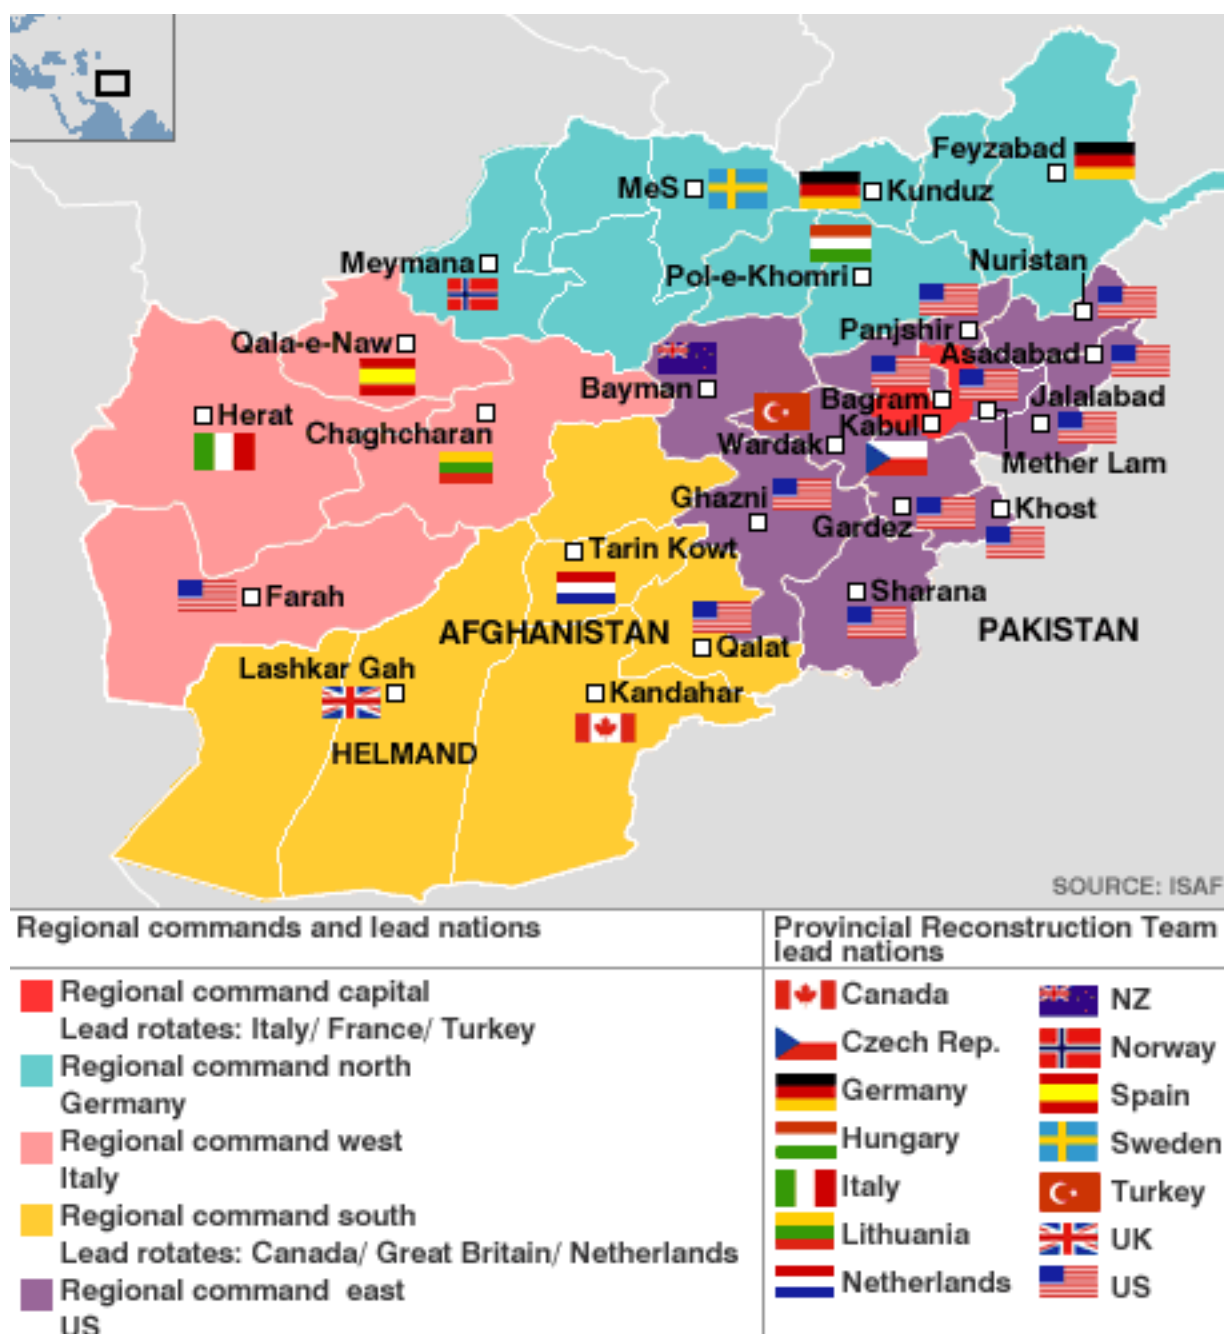 Feyzabad
MeS
Kunduz
Meymana
Pol-e-Khomri
Nuristan
Qala-e-Naw
Panjshir
Asadabad
Bayman
Bagram
Jalalabad
Herat
Chaghcharan
Kabul
Wardak
Mether Lam
Ghazni
Gardez
Khost
Tarin Kowt
Farah
Sharana
AFGHANISTAN
PAKISTAN
Qalat
Lashkar Gah
Kandahar
HELMAND
SOURCE: ISAF
Regional commands and lead nations
Regional command capital
Lead rotates: Italy/ France/ Turkey
Regional command north
Germany
Regional command west
Italy
Regional command south
Lead rotates: Canada/ Great Britain/ Netherlands
Regional command east
US
Provincial Reconstruction Team
lead nations
Canada
Czech Rep.
Germany
Hungary
Italy
Lithuania
Netherlands
NZ
Norway
Spain
Sweden
Turkey
UK
US